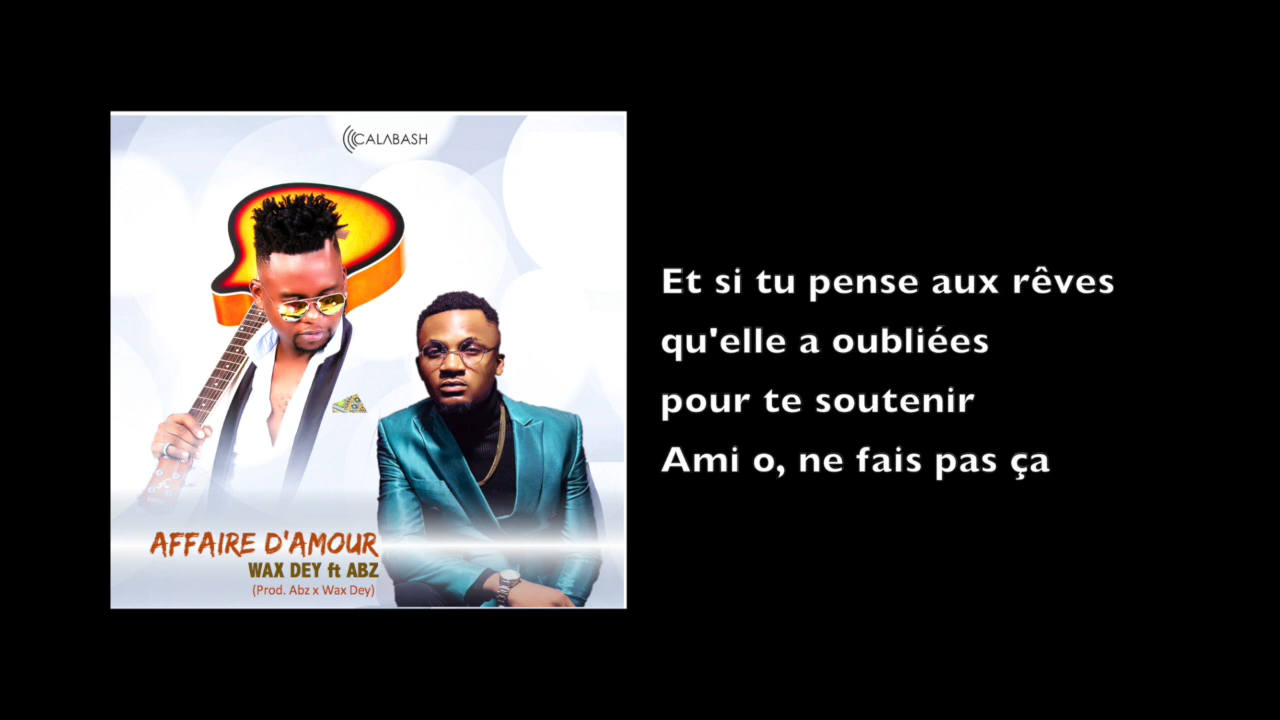 CALABASH
AFFAIRE D'AMOUR
WAX DEY ft ABZ
(Prod. Abz x Wax Dey)
Et si tu pense aux rêves
qu'elle a oubliées
pour te soutenir
Ami o, ne fais pas ça